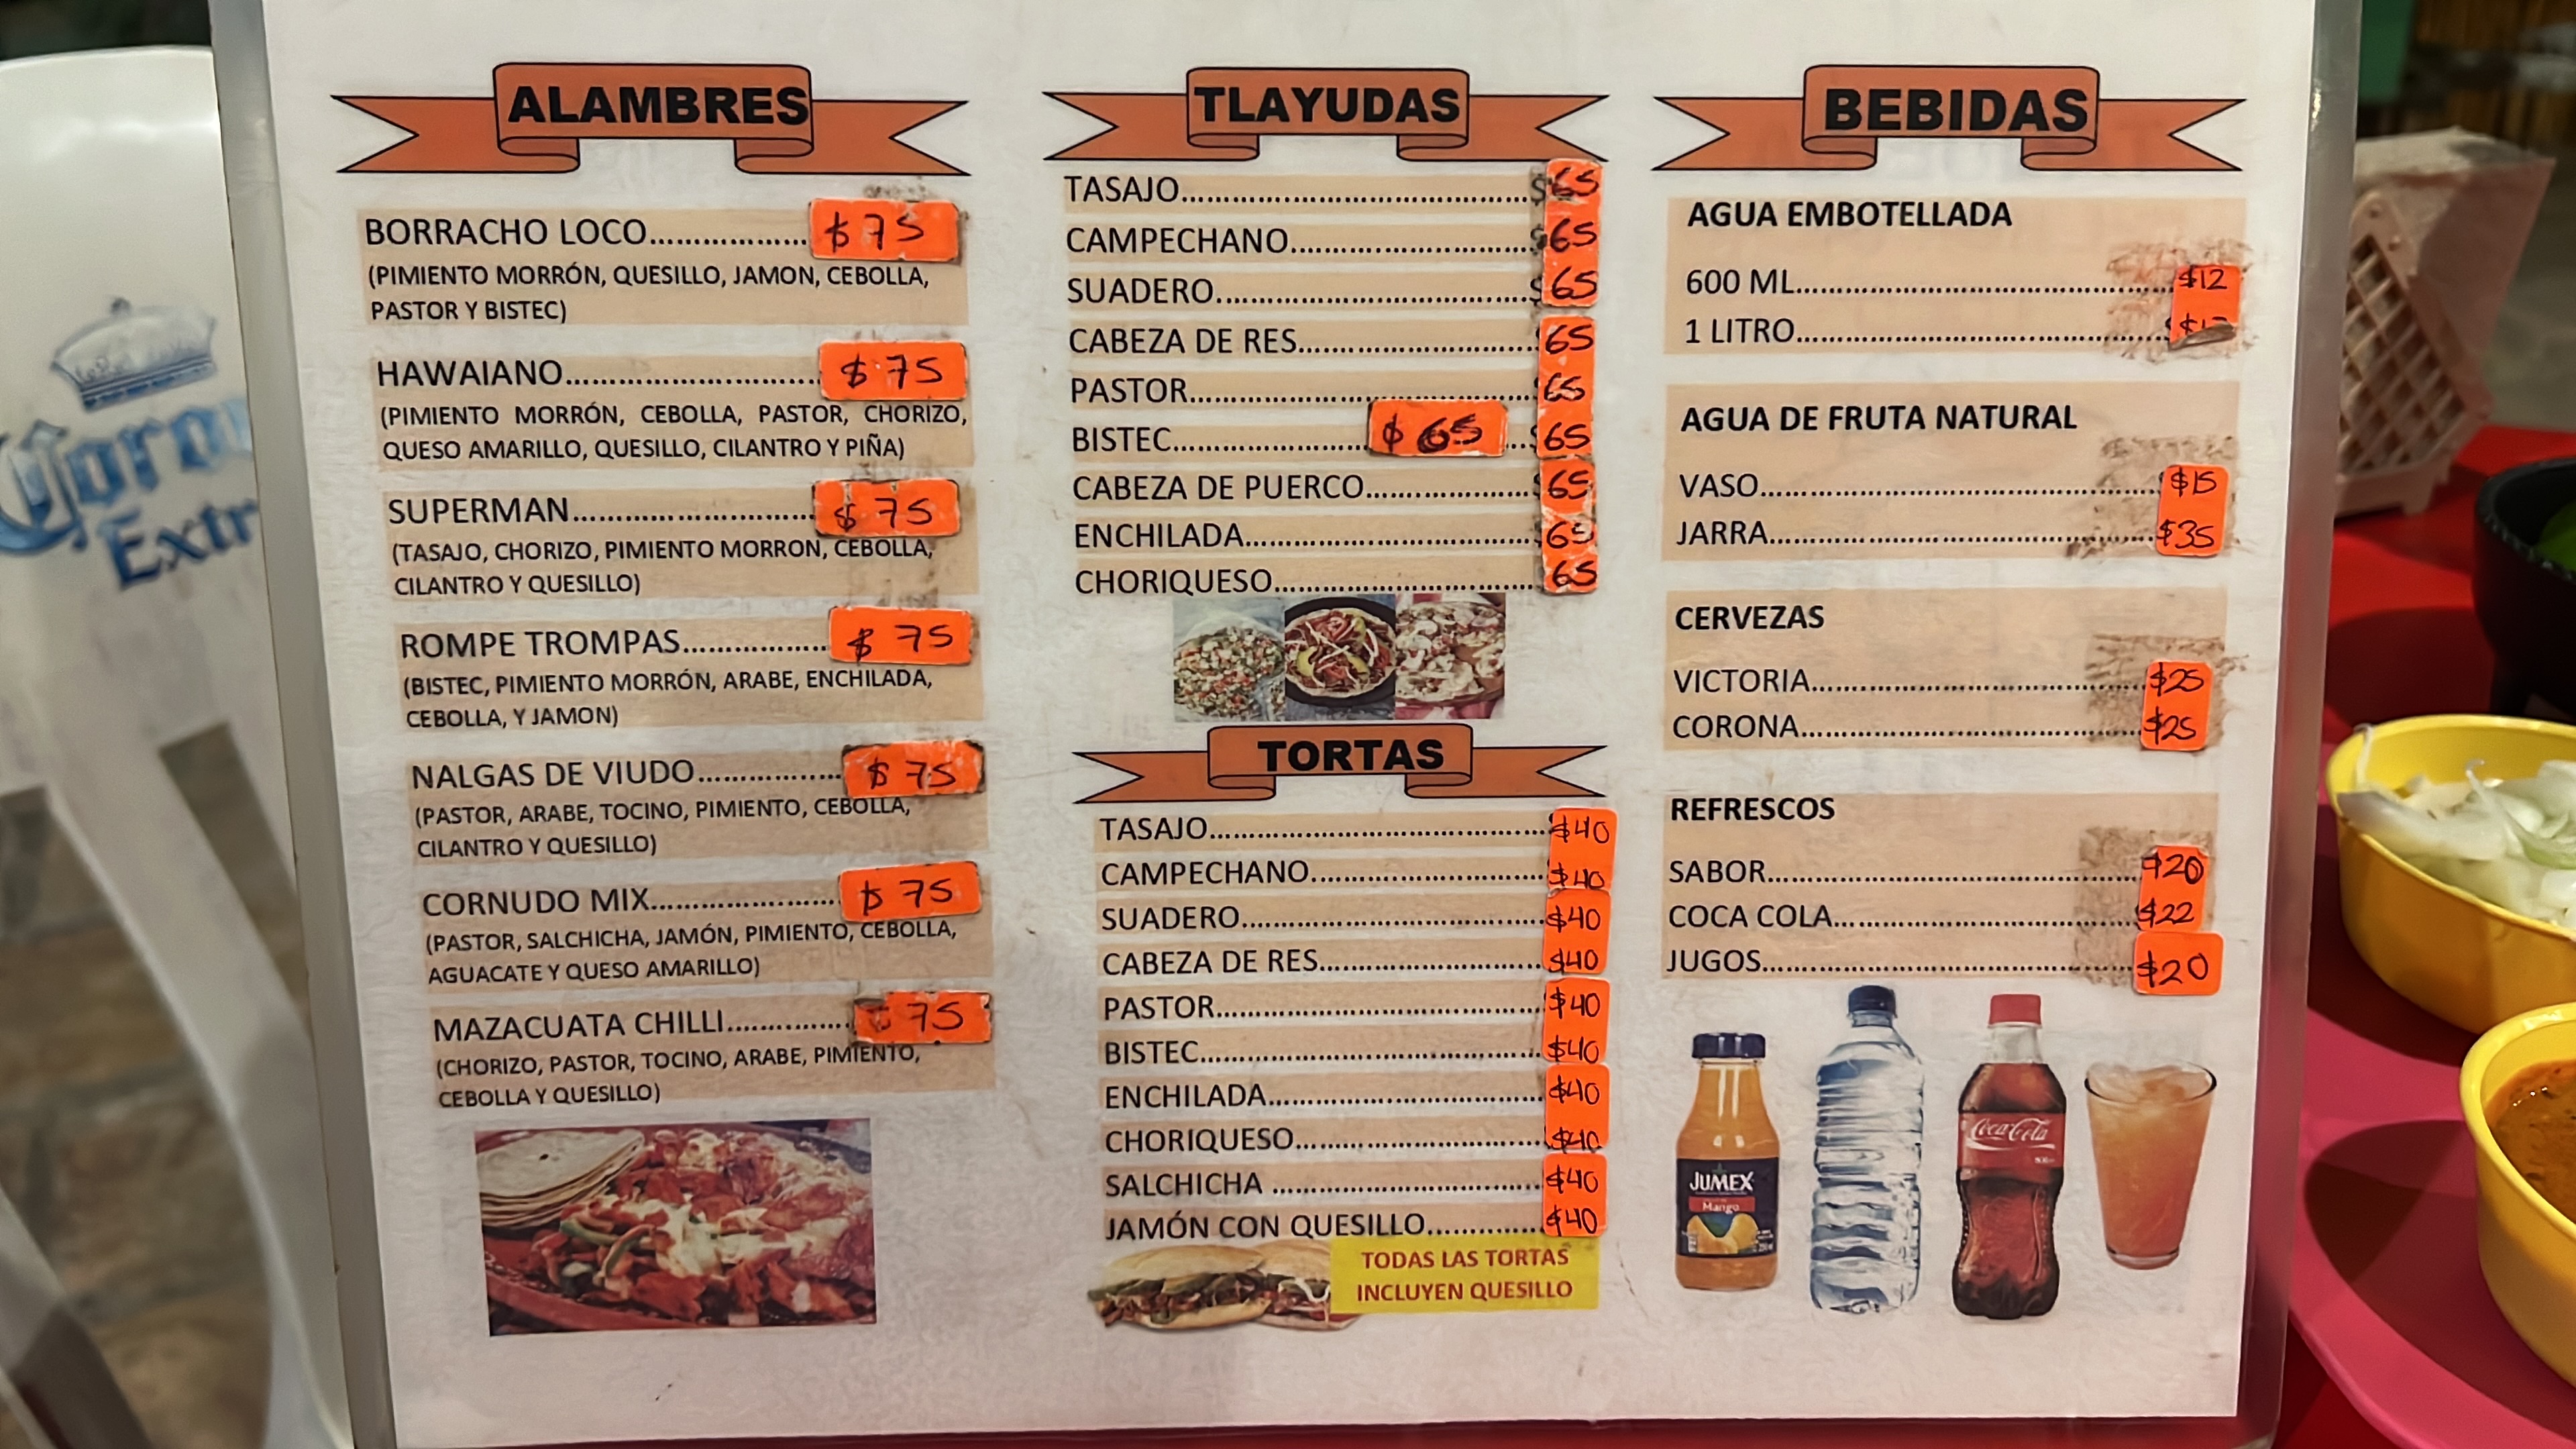 ALAMBRES
BORRACHO LOCO.................. $75
(PIMIENTO MORRÓN, QUESILLO, JAMON, CEBOLLA,
PASTOR Y BISTEC)
HAWAIANO............................. $75
(PIMIENTO MORRÓN, CEBOLLA, PASTOR, CHORIZO,
QUESO AMARILLO, QUESILLO, CILANTRO Y PIÑA)
SUPERMAN............................ $75
(TASAJO, CHORIZO, PIMIENTO MORRON, CEBOLLA,
CILANTRO Y QUESILLO)
ROMPE TROMPAS................. $75
(BISTEC, PIMIENTO MORRÓN, ARABE, ENCHILADA,
CEBOLLA, Y JAMON)
NALGAS DE VIUDO................ $75
(PASTOR, ARABE, TOCINO, PIMIENTO, CEBOLLA,
CILANTRO Y QUESILLO)
CORNUDO MIX..................... $75
(PASTOR, SALCHICHA, JAMÓN, PIMIENTO, CEBOLLA,
AGUACATE Y QUESO AMARILLO)
MAZACUATA CHILLI.............. $75
(CHORIZO, PASTOR, TOCINO, ARABE, PIMIENTO,
CEBOLLA Y QUESILLO)
TLAYUDAS
TASAJO........................................$65
CAMPECHANO...........................$65
SUADERO....................................$65
CABEZA DE RES...........................65
PASTOR.......................................65
BISTEC...................... $65 ...$65
CABEZA DE PUERCO....................65
ENCHILADA.................................65
CHORIQUESO..............................65
TORTAS
TASAJO.......................................$40
CAMPECHANO...........................$40
SUADERO...................................$40
CABEZA DE RES..........................$40
PASTOR......................................$40
BISTEC........................................$40
ENCHILADA................................$40
CHORIQUESO.............................$40
SALCHICHA ...............................$40
JAMÓN CON QUESILLO.............$40
TODAS LAS TORTAS
INCLUYEN QUESILLO
BEBIDAS
AGUA EMBOTELLADA
600 ML...........................................$12
1 LITRO..........................................
AGUA DE FRUTA NATURAL
VASO.............................................$15
JARRA............................................$35
CERVEZAS
VICTORIA.....................................$25
CORONA......................................$25
REFRESCOS
SABOR..........................................$20
COCA COLA..................................$22
JUGOS...........................................$20
JUMEX
Mango
Coca-Cola
Corona
Extr